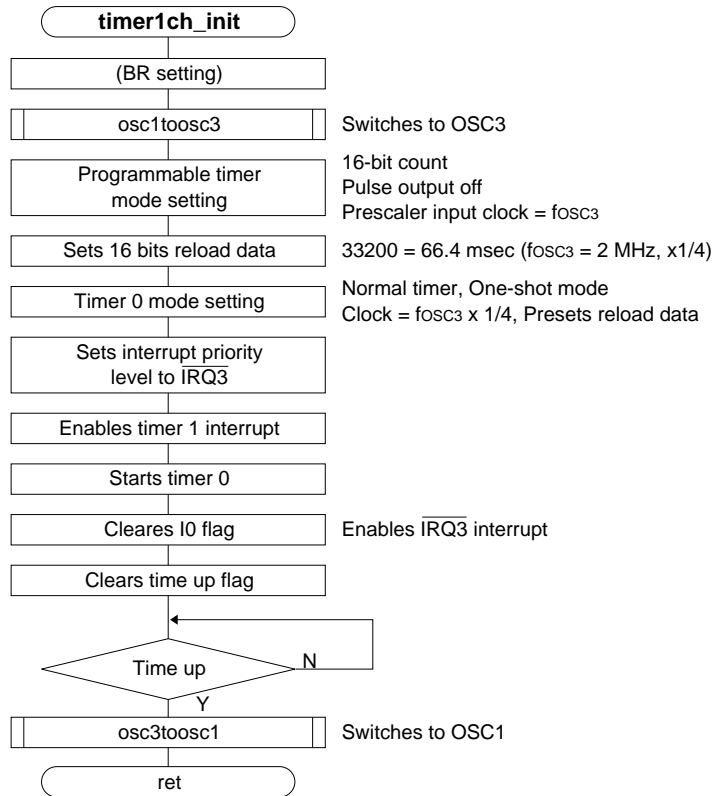 timer1ch_init
(BR setting)
osc1toosc3 Switches to OSC3
Programmable timer
mode setting
16-bit count
Pulse output off
Prescaler input clock = fOSC3
Sets 16 bits reload data 33200 = 66.4 msec (fOSC3 = 2 MHz, x1/4)
Timer 0 mode setting
Normal timer, One-shot mode
Clock = fOSC3 x 1/4, Presets reload data
Sets interrupt priority
level to IRQ3
Enables timer 1 interrupt
Starts timer 0
Cleares I0 flag Enables IRQ3 interrupt
Clears time up flag
Time up N
Y
osc3toosc1 Switches to OSC1
ret